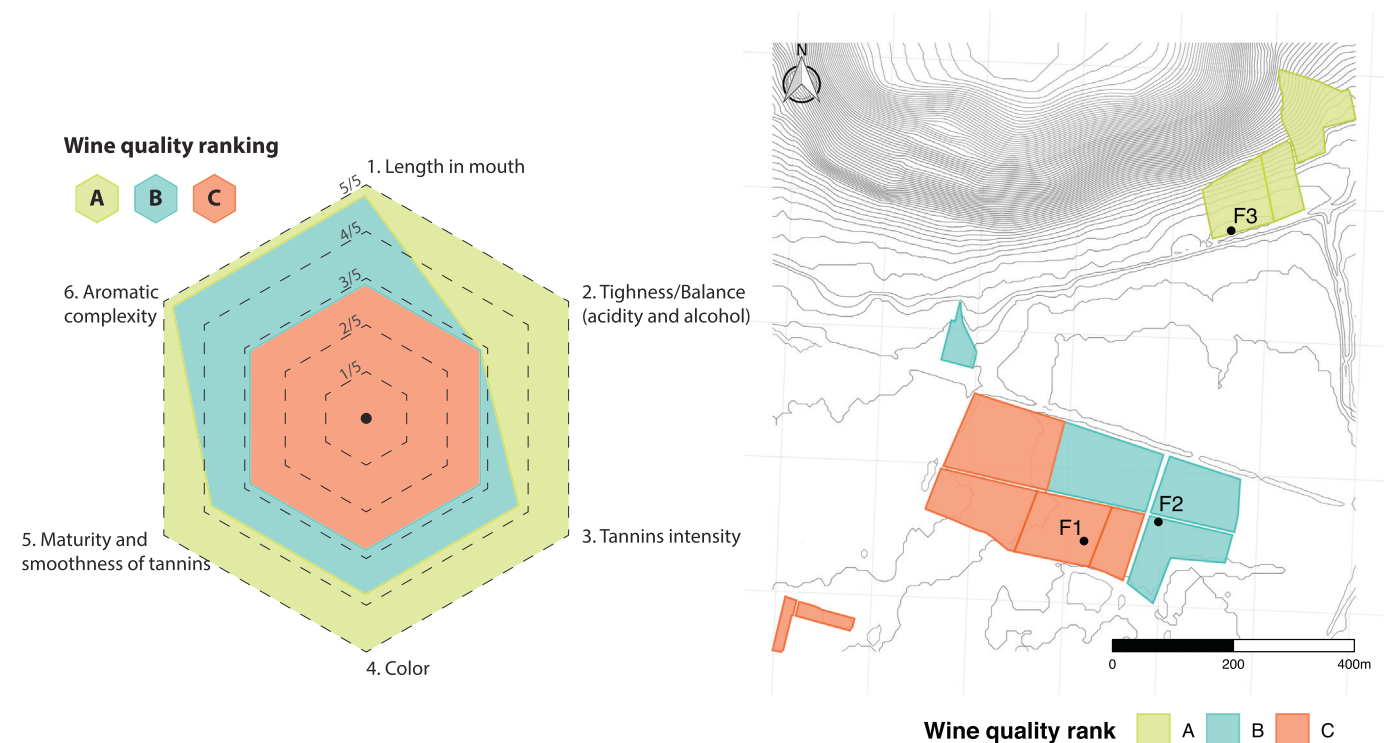 Wine quality ranking
A B C
1. Length in mouth
5/5
4/5
3/5
2/5
1/5
6. Aromatic
complexity
2. Tighness/Balance
(acidity and alcohol)
5. Maturity and
smoothness of tannins
3. Tannins intensity
4. Color
N
F3
F2
F1
0 200 400m
Wine quality rank A B C